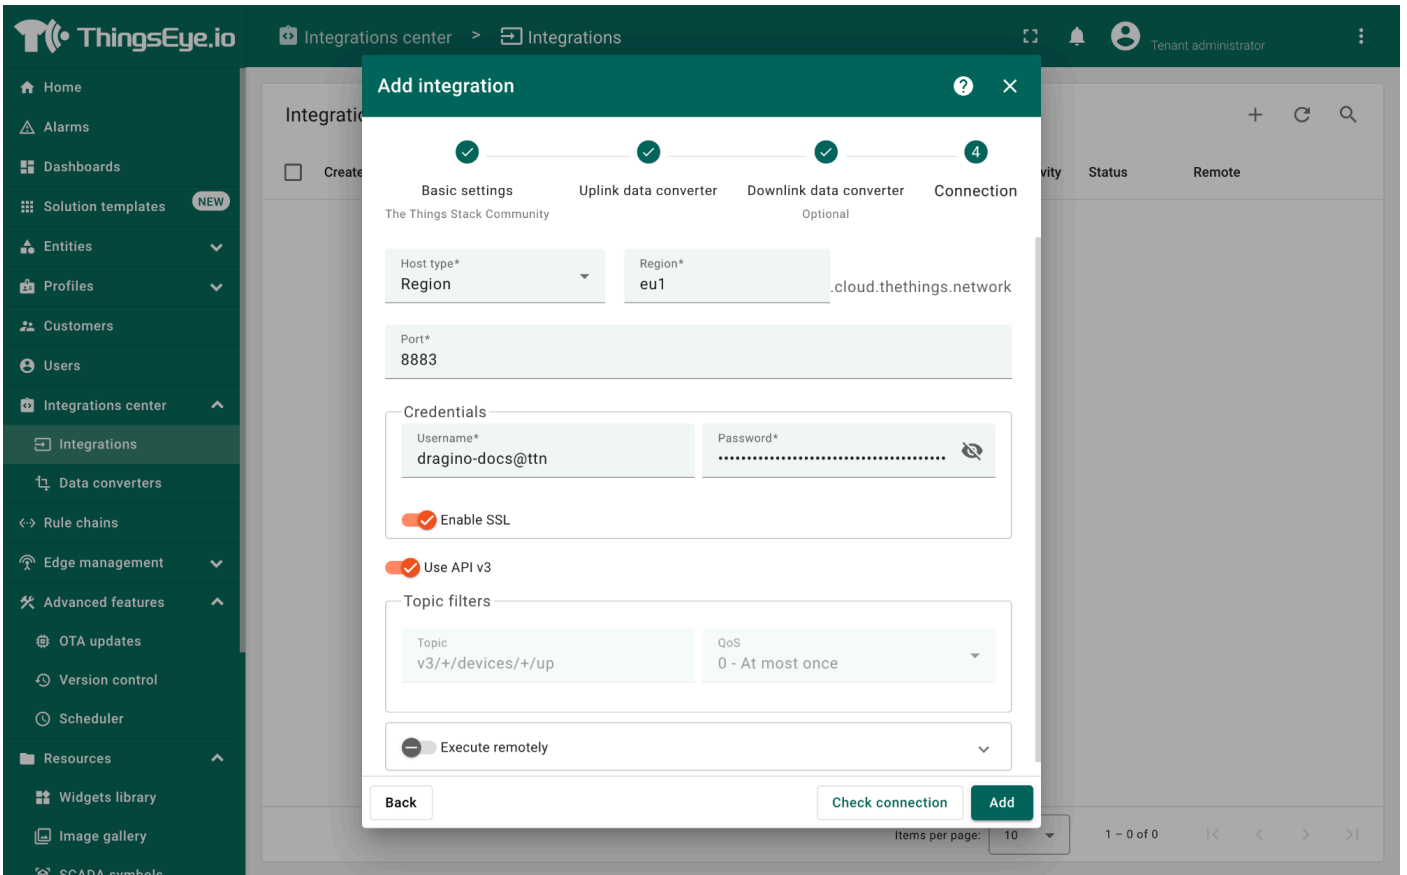 ThingsEye.io
Integrations center > Integrations
Tenant administrator
Home
Alarms
Dashboards
Solution templates NEW
Entities
Profiles
Customers
Users
Integrations center
Integrations
Data converters
Rule chains
Edge management
Advanced features
OTA updates
Version control
Scheduler
Resources
Widgets library
Image gallery
SCADA symbols
Add integration
4
Basic settings
The Things Stack Community
Uplink data converter
Downlink data converter
Optional
Connection
Host type*
Region
Region*
eu1
.cloud.thethings.network
Port*
8883
Credentials
Username*
dragino-docs@ttn
Password*
Enable SSL
Use API v3
Topic filters
Topic
v3/+/devices/+/up
QoS
0 - At most once
Execute remotely
Back
Check connection
Add
Status
Remote
Items per page: 10
1 – 0 of 0